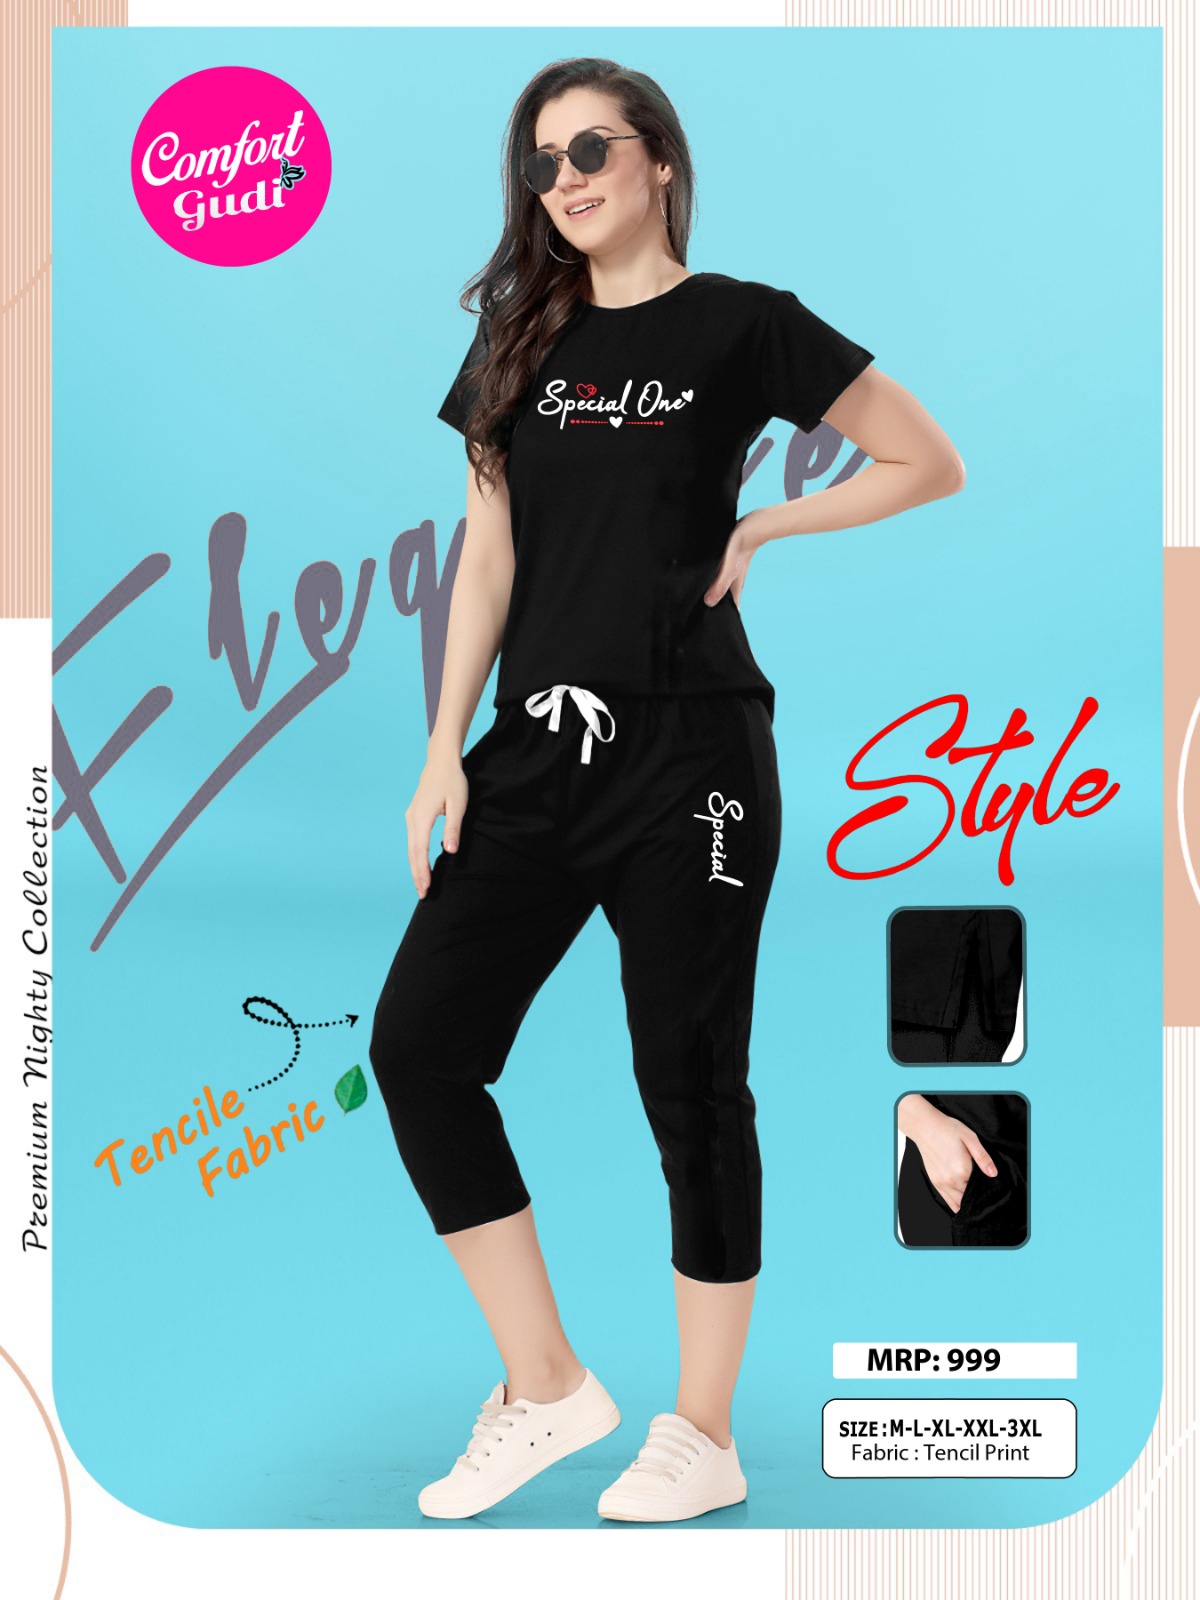 Comfort
Gudi
Special One
Special
Style
Premium Nighty Collection
Tencile
Fabric
MRP: 999
SIZE : M-L-XL-XXL-3XL
Fabric : Tencil Print